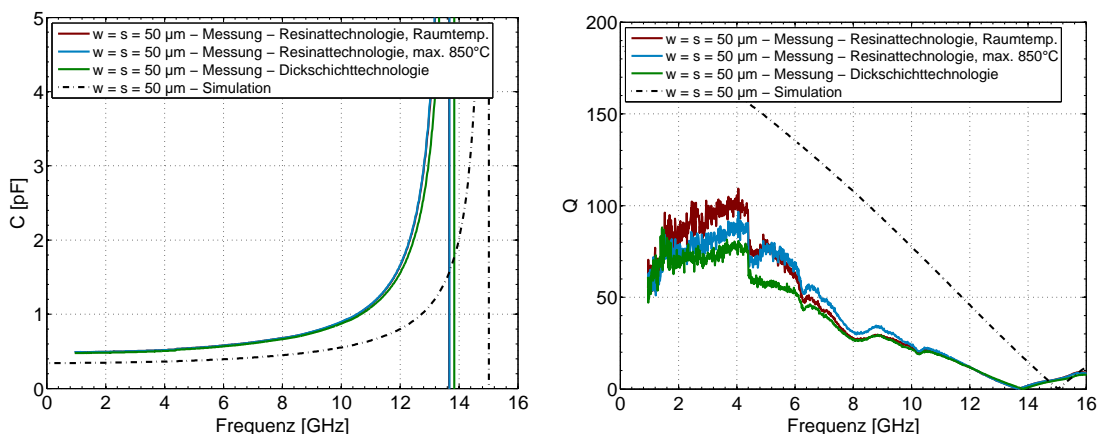 5
4
3
2
1
0
0 2 4 6 8 10 12 14 16
C [pF]
Frequenz [GHz]
w = s = 50 µm – Messung – Resinattechnologie, Raumtemp.
w = s = 50 µm – Messung – Resinattechnologie, max. 850°C
w = s = 50 µm – Messung – Dickschichttechnologie
w = s = 50 µm – Simulation
200
150
100
50
0
0 2 4 6 8 10 12 14 16
Q
Frequenz [GHz]
w = s = 50 µm – Messung – Resinattechnologie, Raumtemp.
w = s = 50 µm – Messung – Resinattechnologie, max. 850°C
w = s = 50 µm – Messung – Dickschichttechnologie
w = s = 50 µm – Simulation